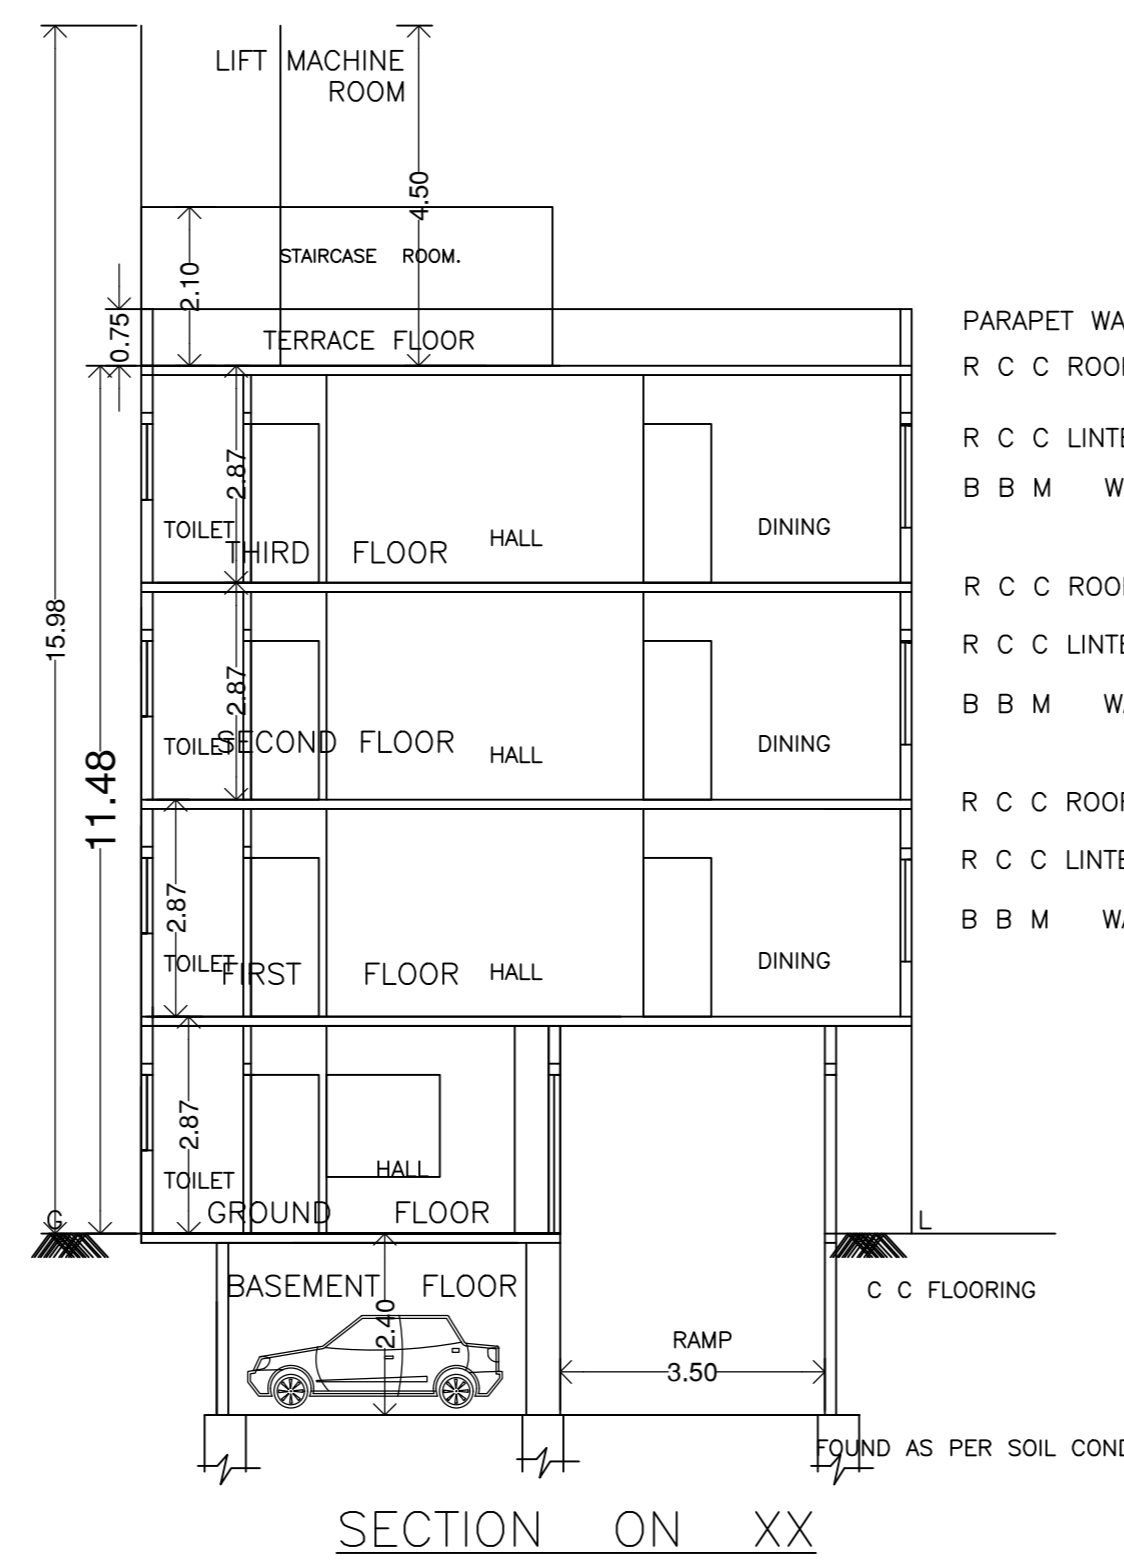 LIFT MACHINE
ROOM
4.50
STAIRCASE ROOM.
2.10
0.75
TERRACE FLOOR
PARAPET WA
R C C ROO
R C C LINTE
B B M W
2.87
TOILET
HALL
DINING
THIRD FLOOR
R C C ROO
15.98
R C C LINTE
2.87
B B M W
TOILET
SECOND FLOOR
HALL
DINING
11.48
R C C ROO
R C C LINTE
2.87
B B M WA
TOILET
FIRST FLOOR
HALL
DINING
2.87
TOILET
HALL
GROUND FLOOR
G
L
BASEMENT FLOOR
C C FLOORING
2.40
RAMP
3.50
FOUND AS PER SOIL CON
SECTION ON XX